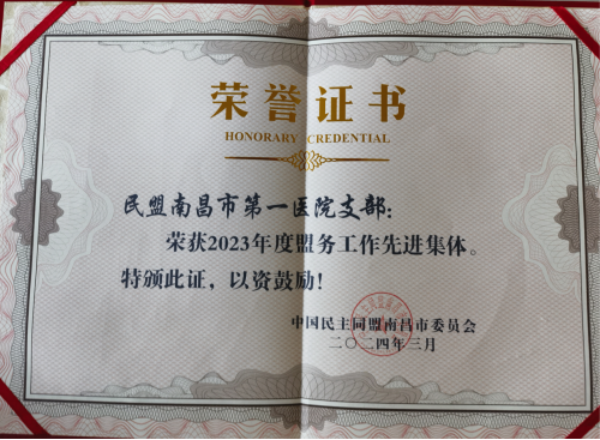 荣誉证书
HONORARY CREDENTIAL
民盟南昌市第一医院支部：
荣获2023年度盟务工作先进集体。
特颁此证，以资鼓励！
中国民主同盟南昌市委员会
二〇二四年三月